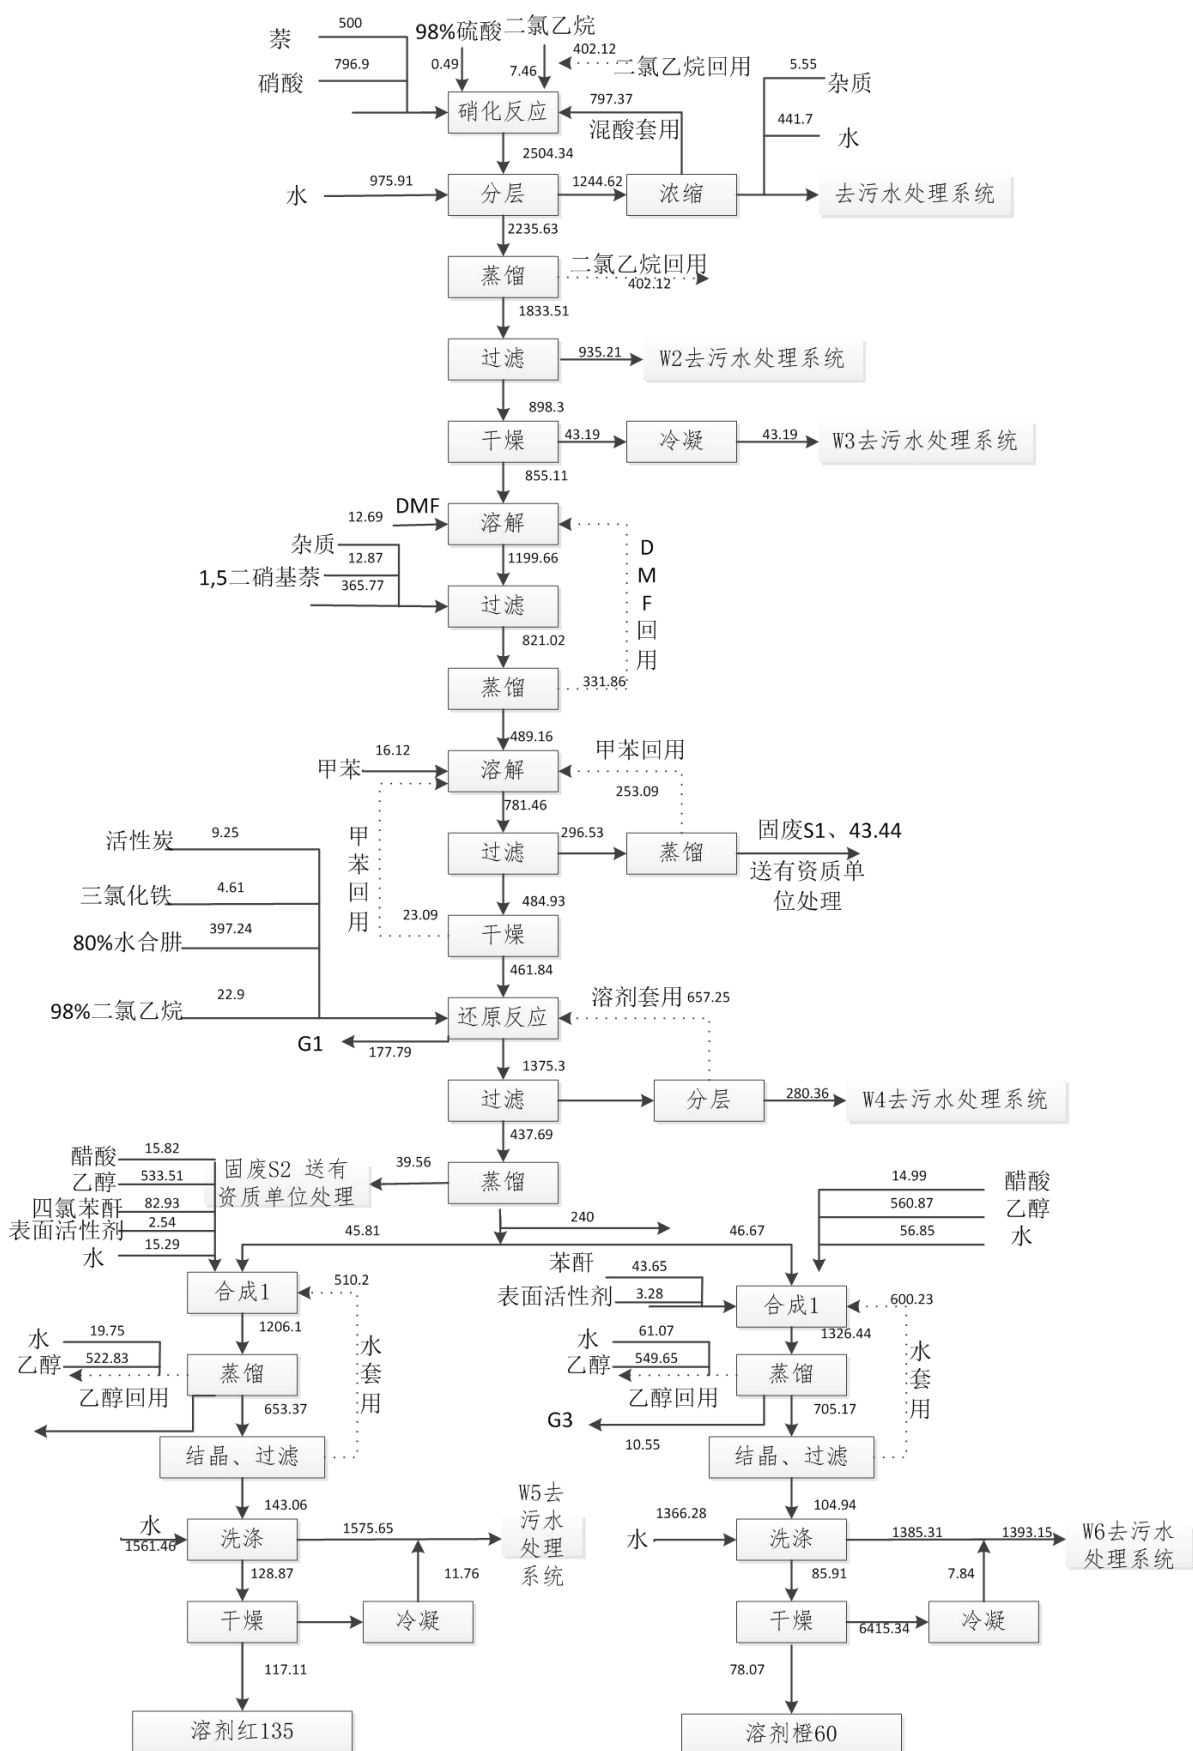 萘
500
98%硫酸
二氯乙烷
硝酸
796.9
0.49
7.46
402.12
二氯乙烷回用
5.55
杂质
硝化反应
797.37
混酸套用
441.7
水
2504.34
水
975.91
分层
1244.62
浓缩
去污水处理系统
2235.63
蒸馏
二氯乙烷回用
402.12
1833.51
过滤
935.21
W2去污水处理系统
898.3
干燥
43.19
冷凝
43.19
W3去污水处理系统
855.11
DMF
12.69
溶解
杂质
12.87
1199.66
1,5二硝基萘
365.77
过滤
D
M
F
回
用
821.02
蒸馏
331.86
489.16
甲苯
16.12
溶解
甲苯回用
253.09
781.46
活性炭
9.25
甲
苯
回
用
过滤
296.53
蒸馏
固废S1、43.44
送有资质单
位处理
三氯化铁
4.61
484.93
23.09
干燥
80%水合肼
397.24
461.84
98%二氯乙烷
22.9
还原反应
溶剂套用
657.25
G1
177.79
1375.3
过滤
分层
280.36
W4去污水处理系统
437.69
醋酸
15.82
乙醇
533.51
四氯苯酐
82.93
表面活性剂
2.54
水
15.29
固废S2 送有
资质单位处理
39.56
蒸馏
14.99
醋酸
560.87
乙醇
56.85
水
240
45.81
46.67
苯酐
43.65
表面活性剂
3.28
合成1
510.2
合成1
600.23
1206.1
1326.44
水
19.75
乙醇
522.83
乙醇回用
蒸馏
水
套
用
水
61.07
乙醇
549.65
乙醇回用
蒸馏
水
套
用
653.37
G3
10.55
705.17
结晶、过滤
结晶、过滤
143.06
104.94
水
1561.46
洗涤
1575.65
W5去
污水
处理
系统
水
1366.28
洗涤
1385.31
1393.15
W6去污水
处理系统
128.87
11.76
85.91
7.84
干燥
冷凝
干燥
6415.34
冷凝
117.11
78.07
溶剂红135
溶剂橙60